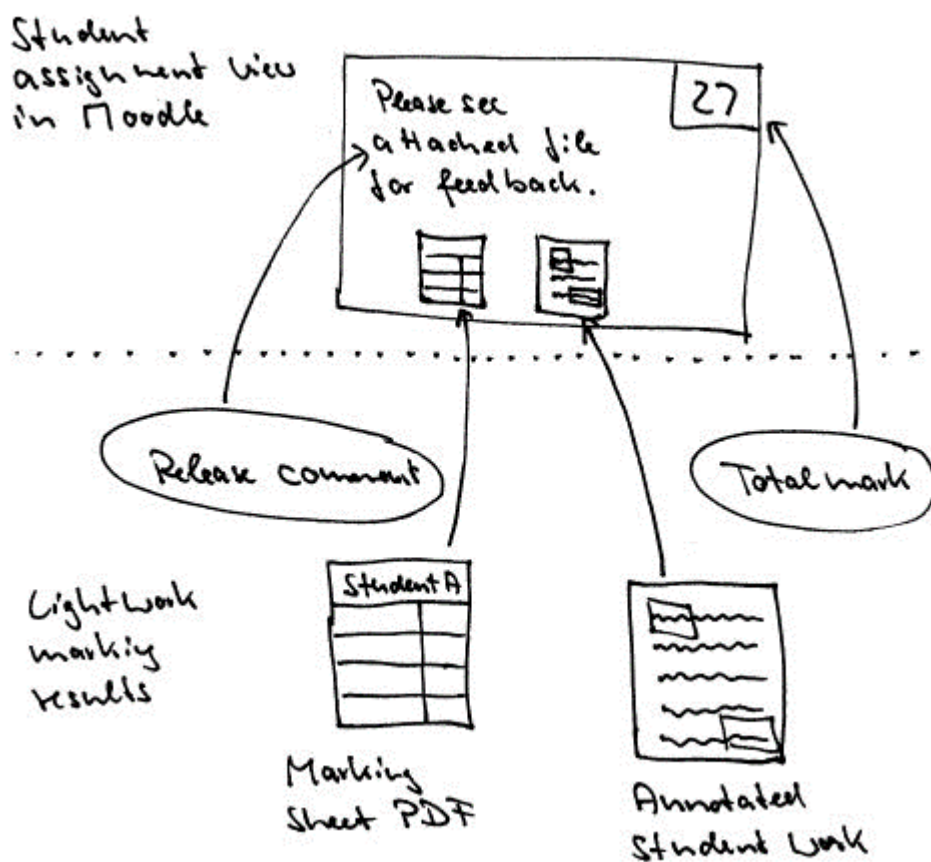 Student
assignment view
in Moodle
Please see
attached file
for feedback.
27
Release comment
Total mark
Lightwork
marking
results
Student A
Marking
Sheet PDF
Annotated
Student Work